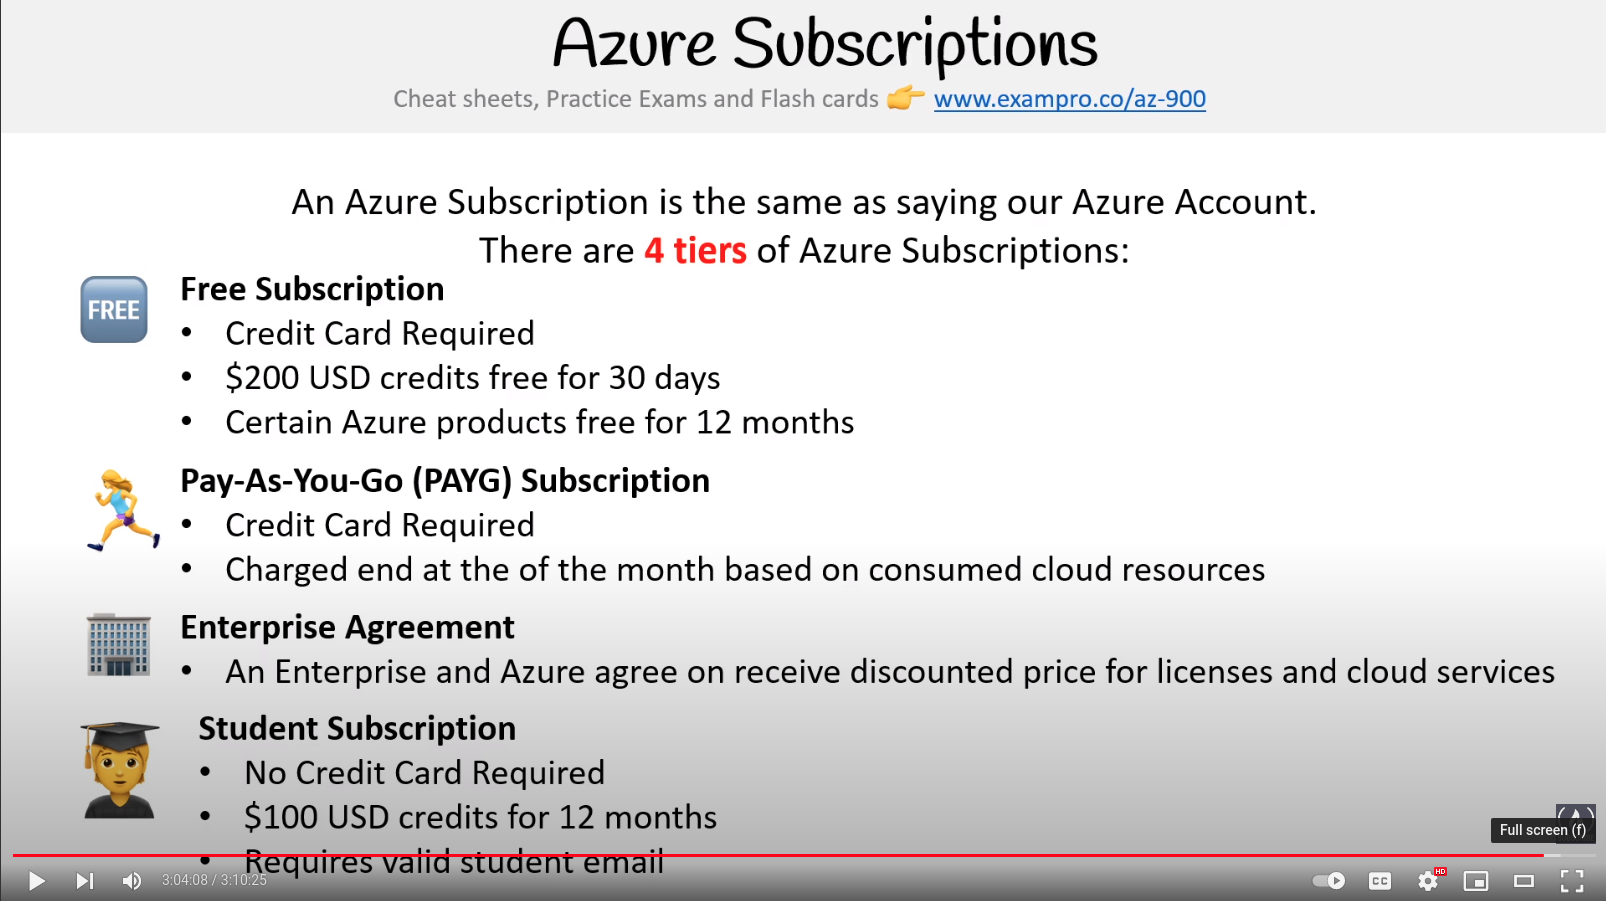 Azure Subscriptions
Cheat sheets, Practice Exams and Flash cards 👉 www.exampro.co/az-900
An Azure Subscription is the same as saying our Azure Account.
There are 4 tiers of Azure Subscriptions:
FREE
Free Subscription
• Credit Card Required
• $200 USD credits free for 30 days
• Certain Azure products free for 12 months
Pay-As-You-Go (PAYG) Subscription
• Credit Card Required
• Charged end at the of the month based on consumed cloud resources
Enterprise Agreement
• An Enterprise and Azure agree on receive discounted price for licenses and cloud services
Student Subscription
• No Credit Card Required
• $100 USD credits for 12 months
• Requires valid student email
Full screen (f)
3:04:08 / 3:10:25
CC
HD